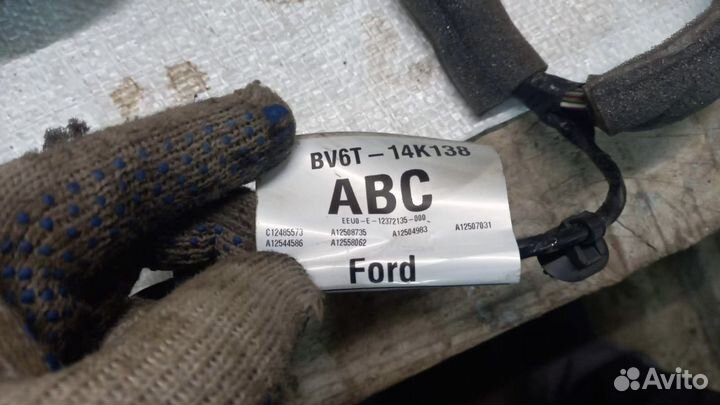 BV6T-14K138
ABC
EEU0-E-12372135-000
C12485573 A12508735 A12504983 A12507031
A12544586 A12558062
Ford
Avito